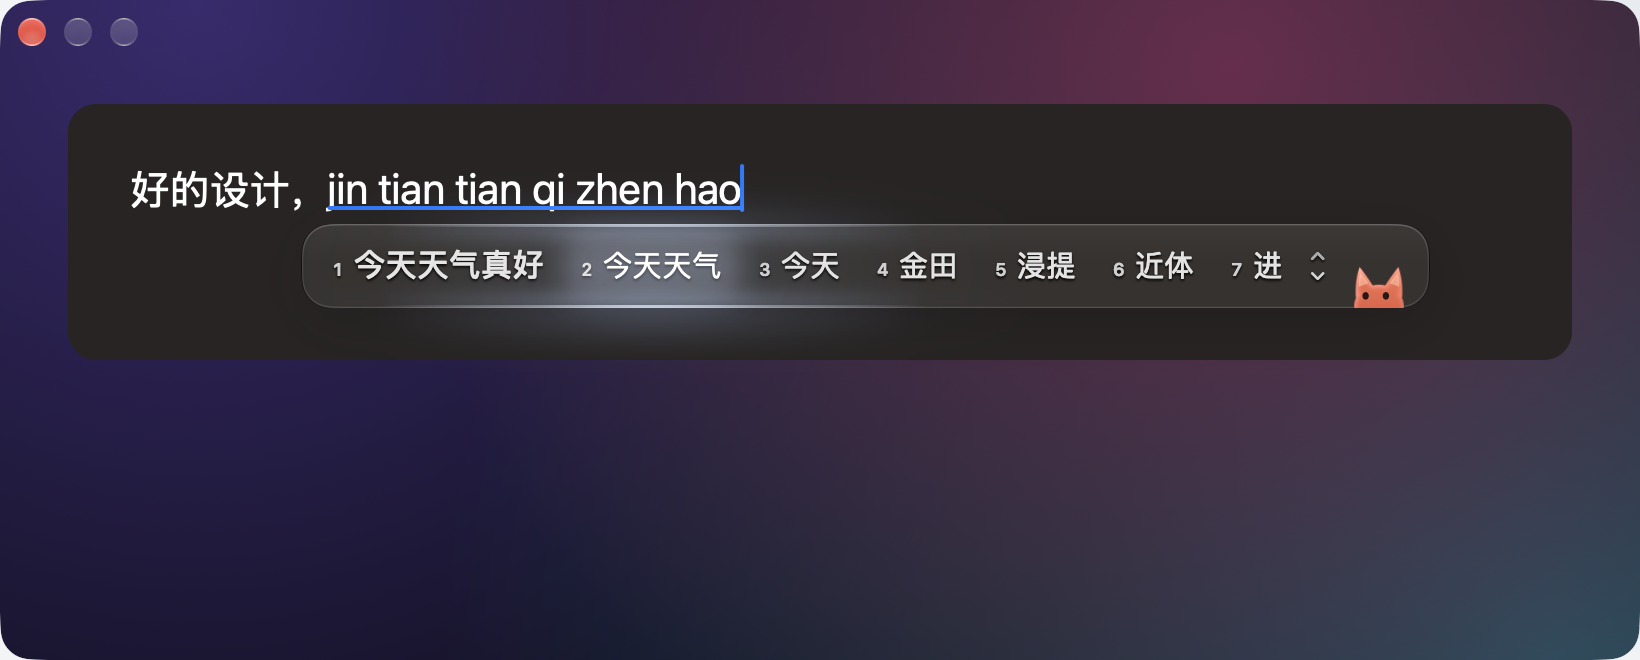 好的设计，jin tian tian qi zhen hao
1 今天天气真好 2 今天天气 3 今天 4 金田 5 浸提 6 近体 7 进